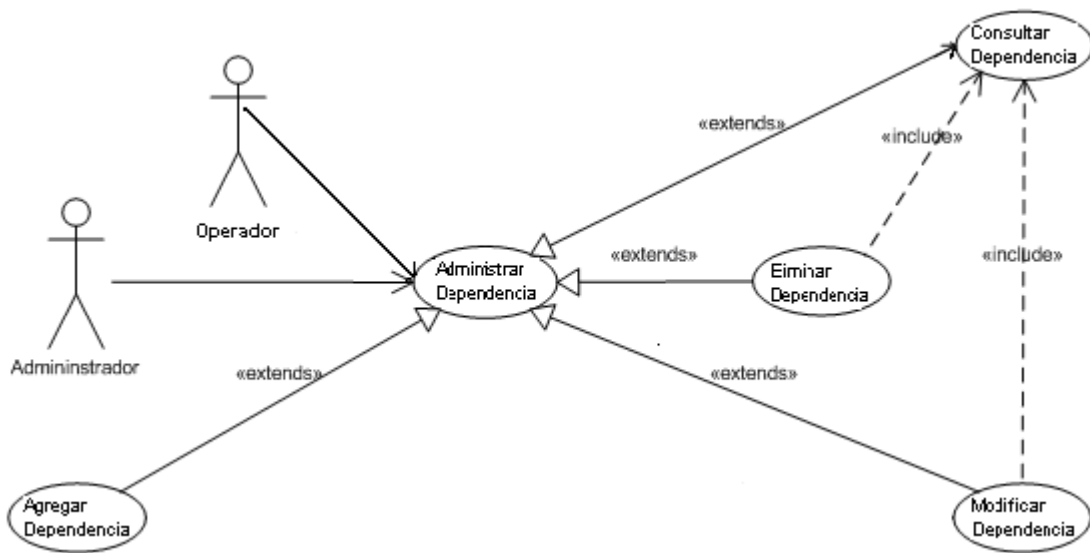 Consultar
Dependencia
«extends»
«include»
Operador
Administrar
Dependencia
«extends»
Eiminar
Dependencia
«include»
Admininstrador
«extends»
«extends»
Agregar
Dependencia
Modificar
Dependencia